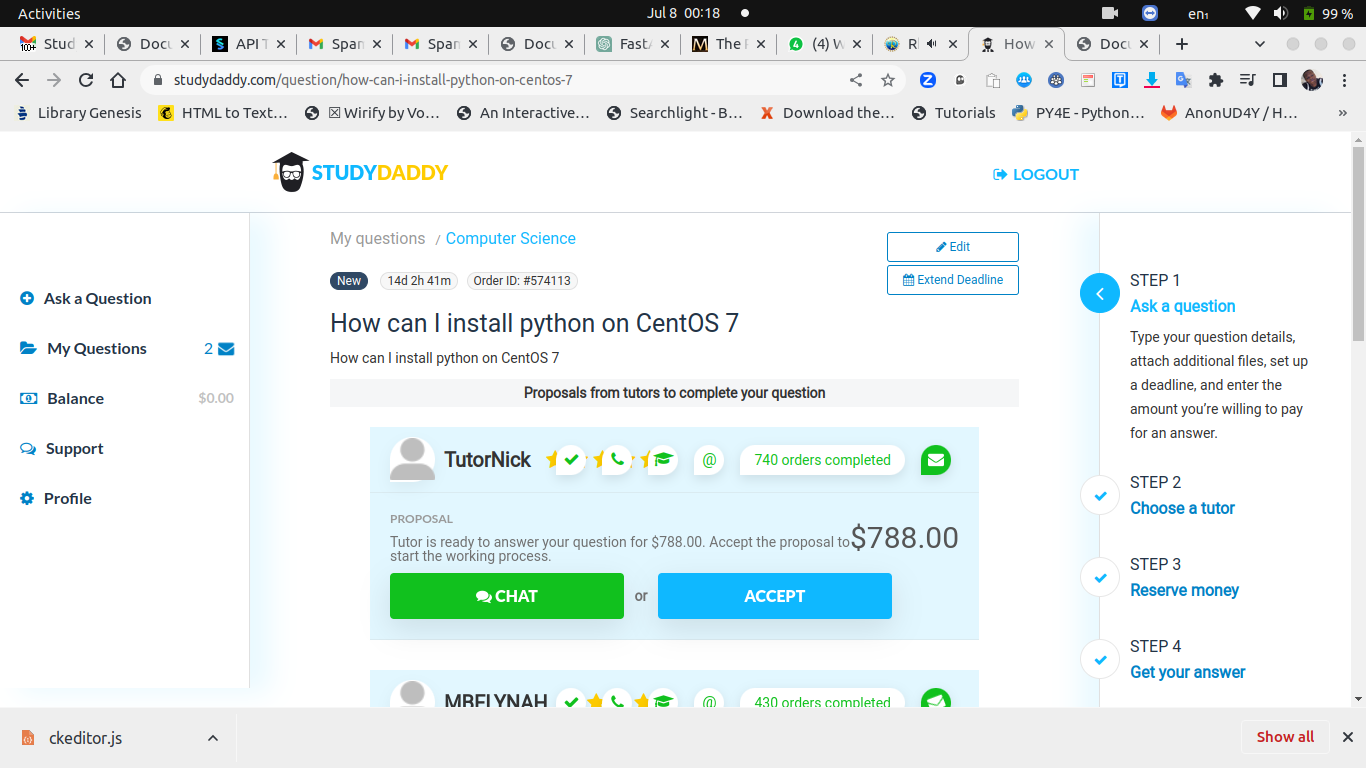 Activities
Jul 8 00:18
en₁
99 %
100+
Stud
Docu
API T
Spam
Spam
Docu
FastA
The F
(4) W
R
How
Docu
studydaddy.com/question/how-can-i-install-python-on-centos-7
Library Genesis
HTML to Text…
Wirify by Vo…
An Interactive…
Searchlight - B…
Download the…
Tutorials
PY4E - Python…
AnonUD4Y / H…
»
STUDYDADDY
LOGOUT
Ask a Question
My Questions 2
Balance $0.00
Support
Profile
My questions / Computer Science
Edit
New 14d 2h 41m Order ID: #574113
Extend Deadline
How can I install python on CentOS 7
How can I install python on CentOS 7
Proposals from tutors to complete your question
TutorNick
@
740 orders completed
PROPOSAL
Tutor is ready to answer your question for $788.00. Accept the proposal to
start the working process.
$788.00
CHAT
or
ACCEPT
MBELYNAH
@
430 orders completed
STEP 1
Ask a question
Type your question details,
attach additional files, set up
a deadline, and enter the
amount you’re willing to pay
for an answer.
STEP 2
Choose a tutor
STEP 3
Reserve money
STEP 4
Get your answer
ckeditor.js
Show all